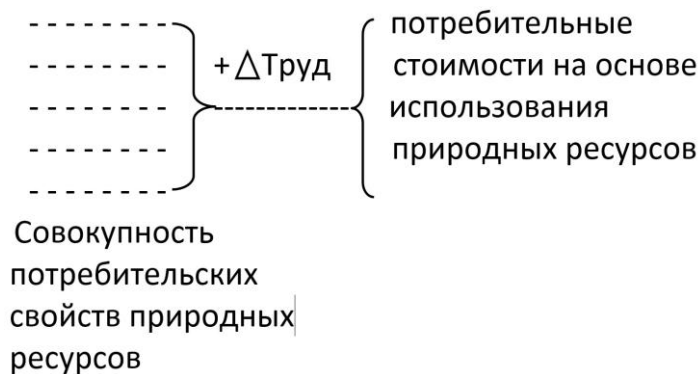 потребительные
+△Труд стоимости на основе
использования
природных ресурсов
Совокупность
потребительских
свойств природных
ресурсов